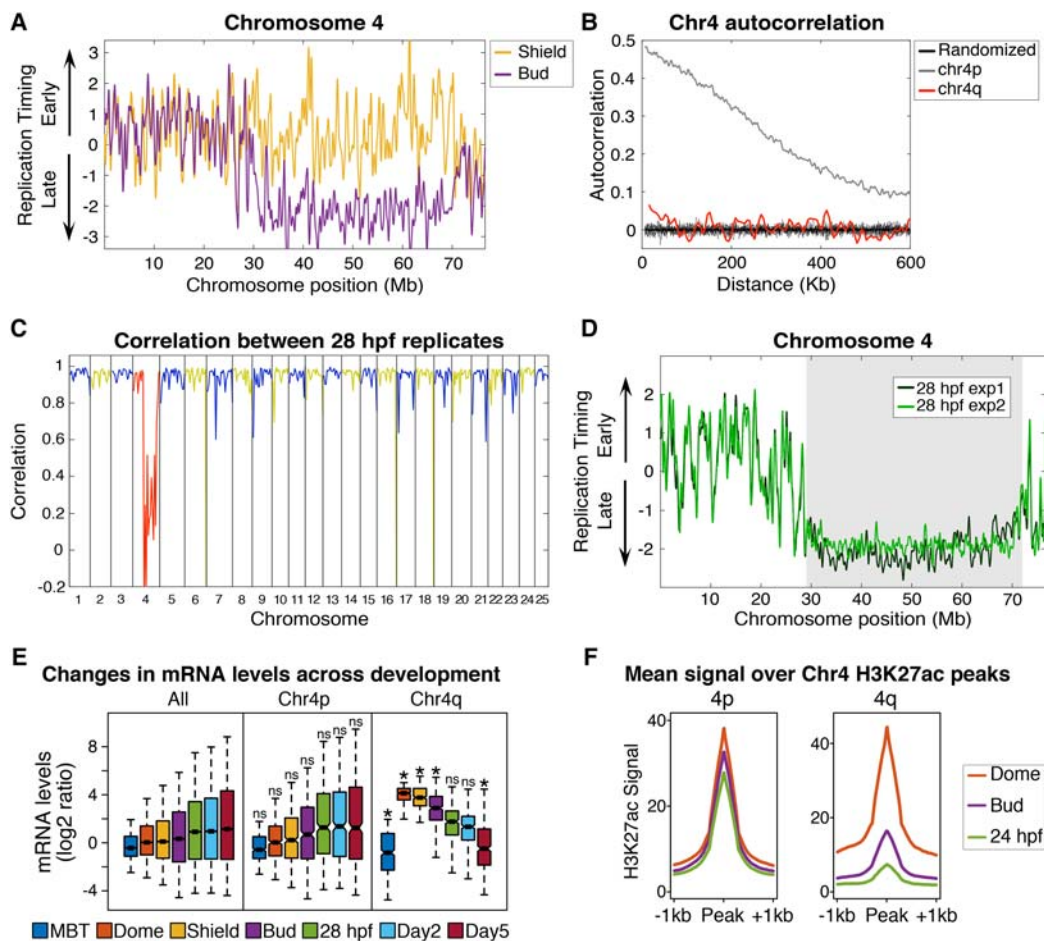 A
Chromosome 4
Shield
Bud
Replication Timing
Late Early
3
2
1
0
-1
-2
-3
10 20 30 40 50 60 70
Chromosome position (Mb)
B
Chr4 autocorrelation
Randomized
chr4p
chr4q
Autocorrelation
0.5
0.4
0.3
0.2
0.1
0
0 200 400 600
Distance (Kb)
C
Correlation between 28 hpf replicates
Correlation
1
0.8
0.6
0.4
0.2
0
-0.2
1 2 3 4 5 6 7 8 9 10 11 12 13 14 15 16 17 18 19 20 21 22 23 24 25
Chromosome
D
Chromosome 4
28 hpf exp1
28 hpf exp2
Replication Timing
Late Early
2
1
0
-1
-2
10 20 30 40 50 60 70
Chromosome position (Mb)
E
Changes in mRNA levels across development
All Chr4p Chr4q
mRNA levels
(log2 ratio)
8
4
0
-4
ns ns ns ns ns ns ns
* * * * ns ns *
MBT Dome Shield Bud 28 hpf Day2 Day5
F
Mean signal over Chr4 H3K27ac peaks
4p 4q
H3K27ac Signal
40
20
0
40
20
0
-1kb Peak +1kb
-1kb Peak +1kb
Dome
Bud
24 hpf